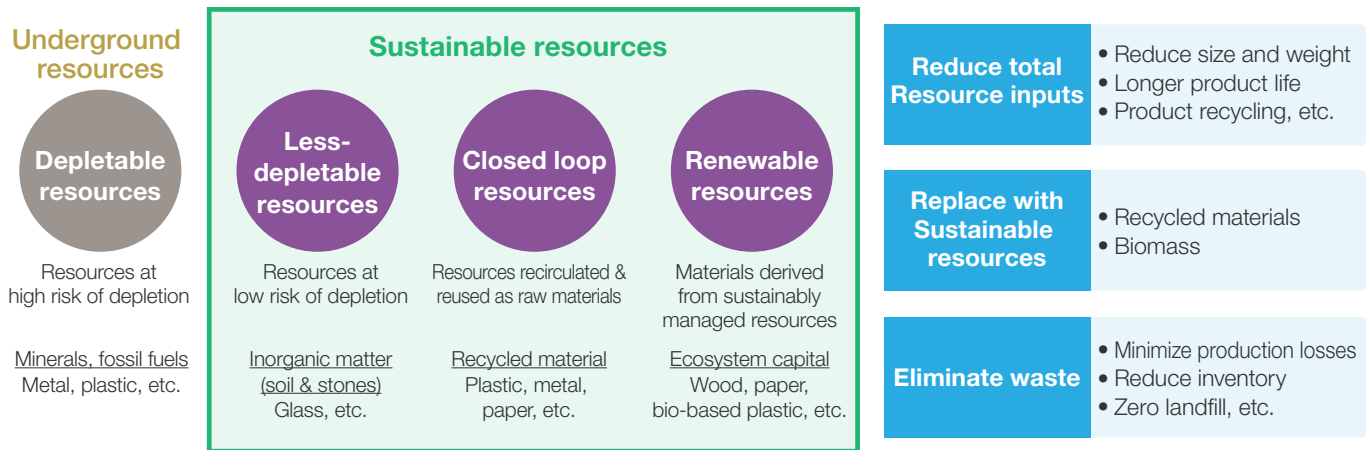 Underground
resources
Depletable
resources
Resources at
high risk of depletion
Minerals, fossil fuels
Metal, plastic, etc.
Sustainable resources
Less-
depletable
resources
Resources at
low risk of depletion
Inorganic matter
(soil & stones)
Glass, etc.
Closed loop
resources
Resources recirculated &
reused as raw materials
Recycled material
Plastic, metal,
paper, etc.
Renewable
resources
Materials derived
from sustainably
managed resources
Ecosystem capital
Wood, paper,
bio-based plastic, etc.
Reduce total
Resource inputs
• Reduce size and weight
• Longer product life
• Product recycling, etc.
Replace with
Sustainable
resources
• Recycled materials
• Biomass
Eliminate waste
• Minimize production losses
• Reduce inventory
• Zero landfill, etc.